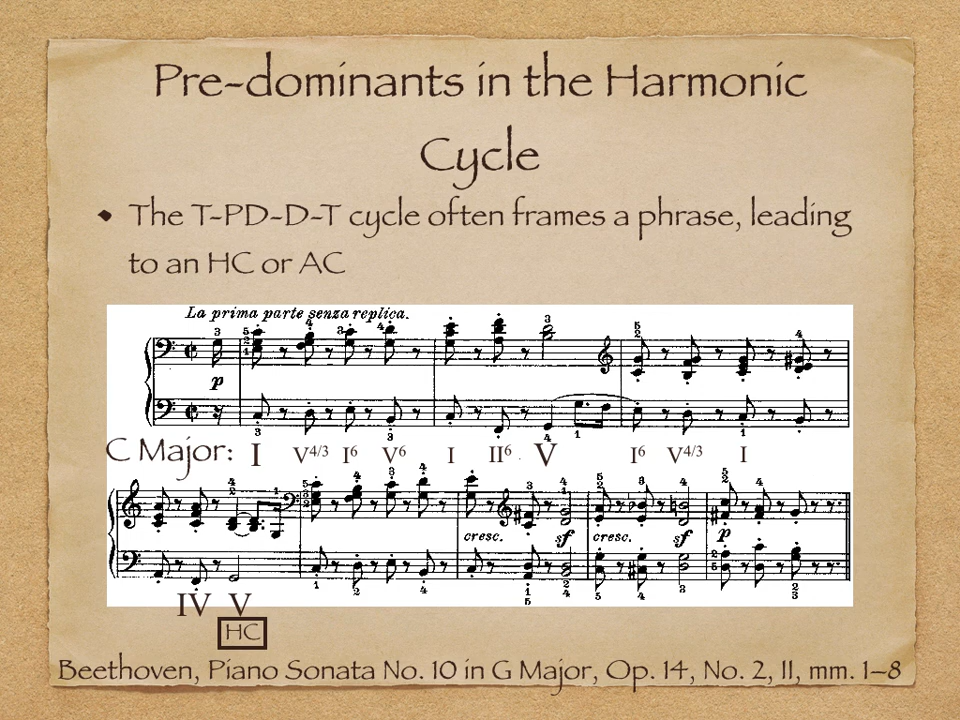 Pre-dominants in the Harmonic
Cycle
The T-PD-D-T cycle often frames a phrase, leading
to an HC or AC
La prima parte senza replica.
p
C Major: I V4/3 I6 V6 I II6 V I6 V4/3 I
cresc. sf cresc. sf p
IV V
HC
Beethoven, Piano Sonata No. 10 in G Major, Op. 14, No. 2, II, mm. 1–8